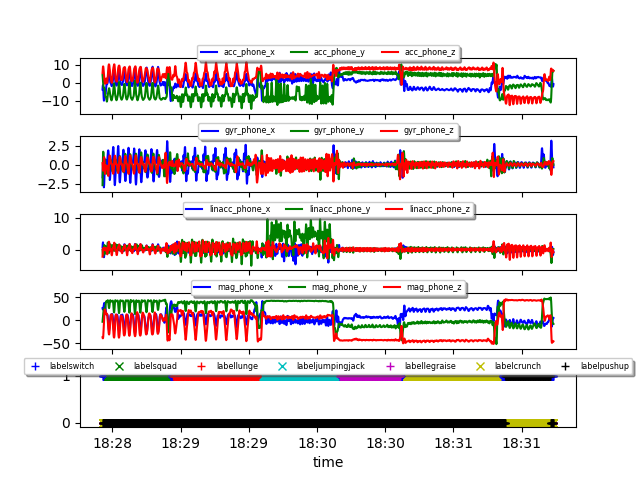 acc_phone_x acc_phone_y acc_phone_z
10
0
−10
gyr_phone_x gyr_phone_y gyr_phone_z
2.5
0.0
−2.5
linacc_phone_x linacc_phone_y linacc_phone_z
10
0
mag_phone_x mag_phone_y mag_phone_z
50
0
−50
labelswitch labelsquad labellunge labeljumpingjack labellegraise labelcrunch labelpushup
1
0
18:28 18:29 18:29 18:30 18:30 18:31 18:31
time